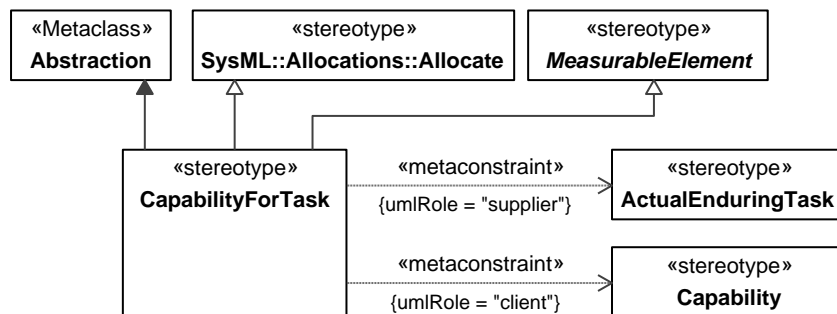 «Metaclass»
Abstraction
«stereotype»
SysML::Allocations::Allocate
«stereotype»
MeasurableElement
«stereotype»
CapabilityForTask
«metaconstraint»
{umlRole = "supplier"}
«stereotype»
ActualEnduringTask
«metaconstraint»
{umlRole = "client"}
«stereotype»
Capability